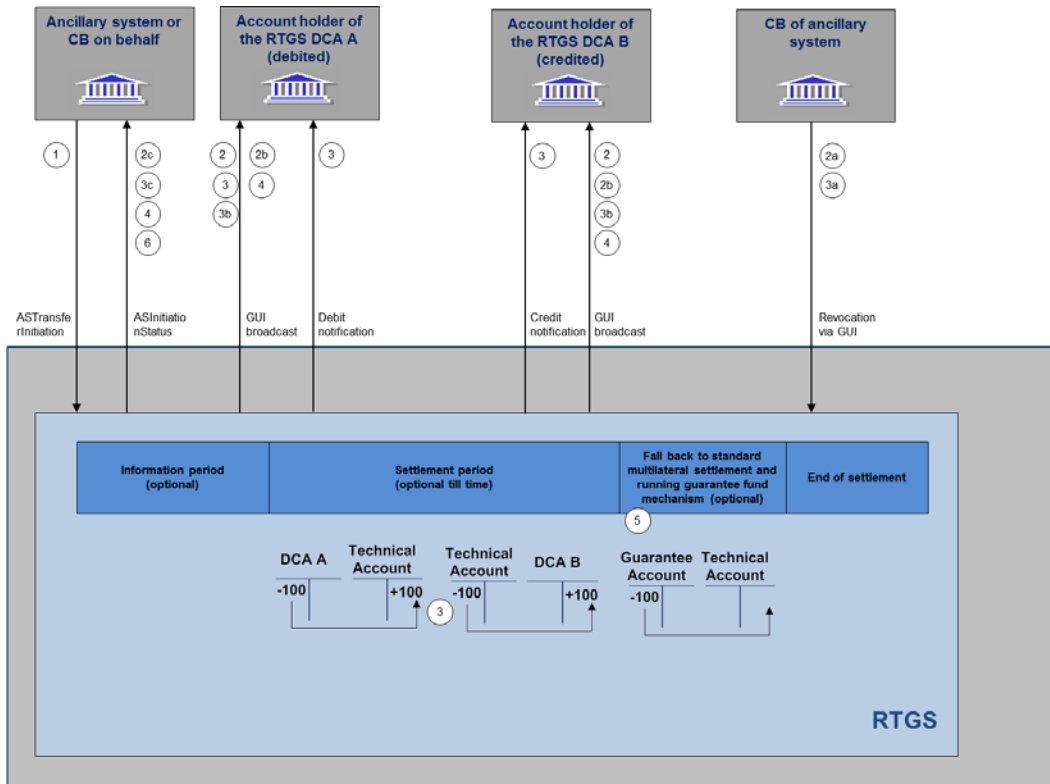 Ancillary system or
CB on behalf
Account holder of
the RTGS DCA A
(debited)
Account holder of
the RTGS DCA B
(credited)
CB of ancillary
system
1
2c
3c
4
6
2
3
3b
2b
4
3
3
2
2b
3b
4
2a
3a
ASTransfe
rInitiation
ASInitiatio
nStatus
GUI
broadcast
Debit
notification
Credit
notification
GUI
broadcast
Revocation
via GUI
Information period
(optional)
Settlement period
(optional till time)
Fall back to standard
multilateral settlement and
running guarantee fund
mechanism (optional)
End of settlement
5
DCA A
Technical
Account
Technical
Account
DCA B
Guarantee
Account
Technical
Account
-100
+100
3
-100
+100
-100
RTGS